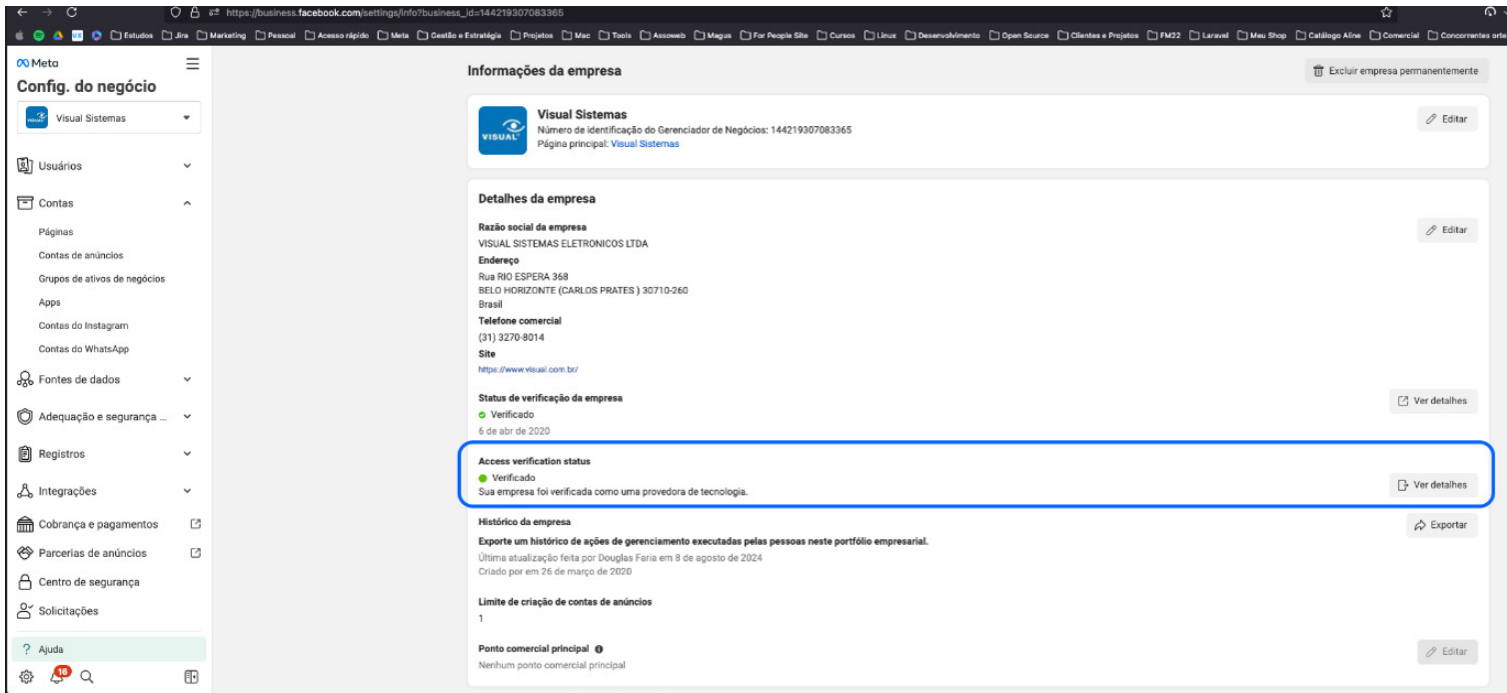 https://business.facebook.com/settings/info?business_id=144219307083365
Estudos Jira Marketing Pessoal Acesso rápido Meta Gestão e Estratégia Projetos Mac Tools Assoweb Magus For People Site Cursos Linux Desenvolvimento Open Source Clientes e Projetos FM22 Laravel Meu Shop Catálogo Aline Comercial Concorrentes arte
Meta
Config. do negócio
Visual Sistemas
Usuários
Contas
Páginas
Contas de anúncios
Grupos de ativos de negócios
Apps
Contas do Instagram
Contas do WhatsApp
Fontes de dados
Adequação e segurança ...
Registros
Integrações
Cobrança e pagamentos
Parcerias de anúncios
Centro de segurança
Solicitações
Ajuda
16
Informações da empresa
Excluir empresa permanentemente
VISUAL
Visual Sistemas
Número de identificação do Gerenciador de Negócios: 144219307083365
Página principal: Visual Sistemas
Editar
Detalhes da empresa
Razão social da empresa
Editar
VISUAL SISTEMAS ELETRONICOS LTDA
Endereço
Rua RIO ESPERA 368
BELO HORIZONTE (CARLOS PRATES ) 30710-260
Brasil
Telefone comercial
(31) 3270-8014
Site
https://www.visual.com.br/
Status de verificação da empresa
Ver detalhes
Verificado
6 de abr de 2020
Access verification status
Verificado
Ver detalhes
Sua empresa foi verificada como uma provedora de tecnologia.
Histórico da empresa
Exportar
Exporte um histórico de ações de gerenciamento executadas pelas pessoas neste portfólio empresarial.
Última atualização feita por Douglas Faria em 8 de agosto de 2024
Criado por em 26 de março de 2020
Limite de criação de contas de anúncios
1
Ponto comercial principal
Editar
Nenhum ponto comercial principal